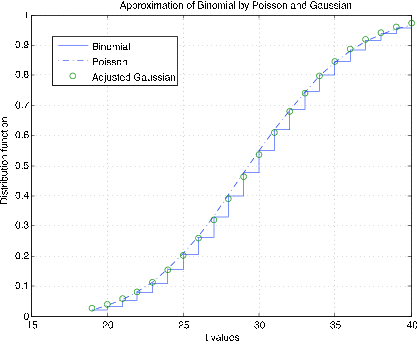 Approximation of Binomial by Poisson and Gaussian
Binomial
Poisson
Adjusted Gaussian
Distribution function
1
0.9
0.8
0.7
0.6
0.5
0.4
0.3
0.2
0.1
0
15
20
25
30
35
40
t values